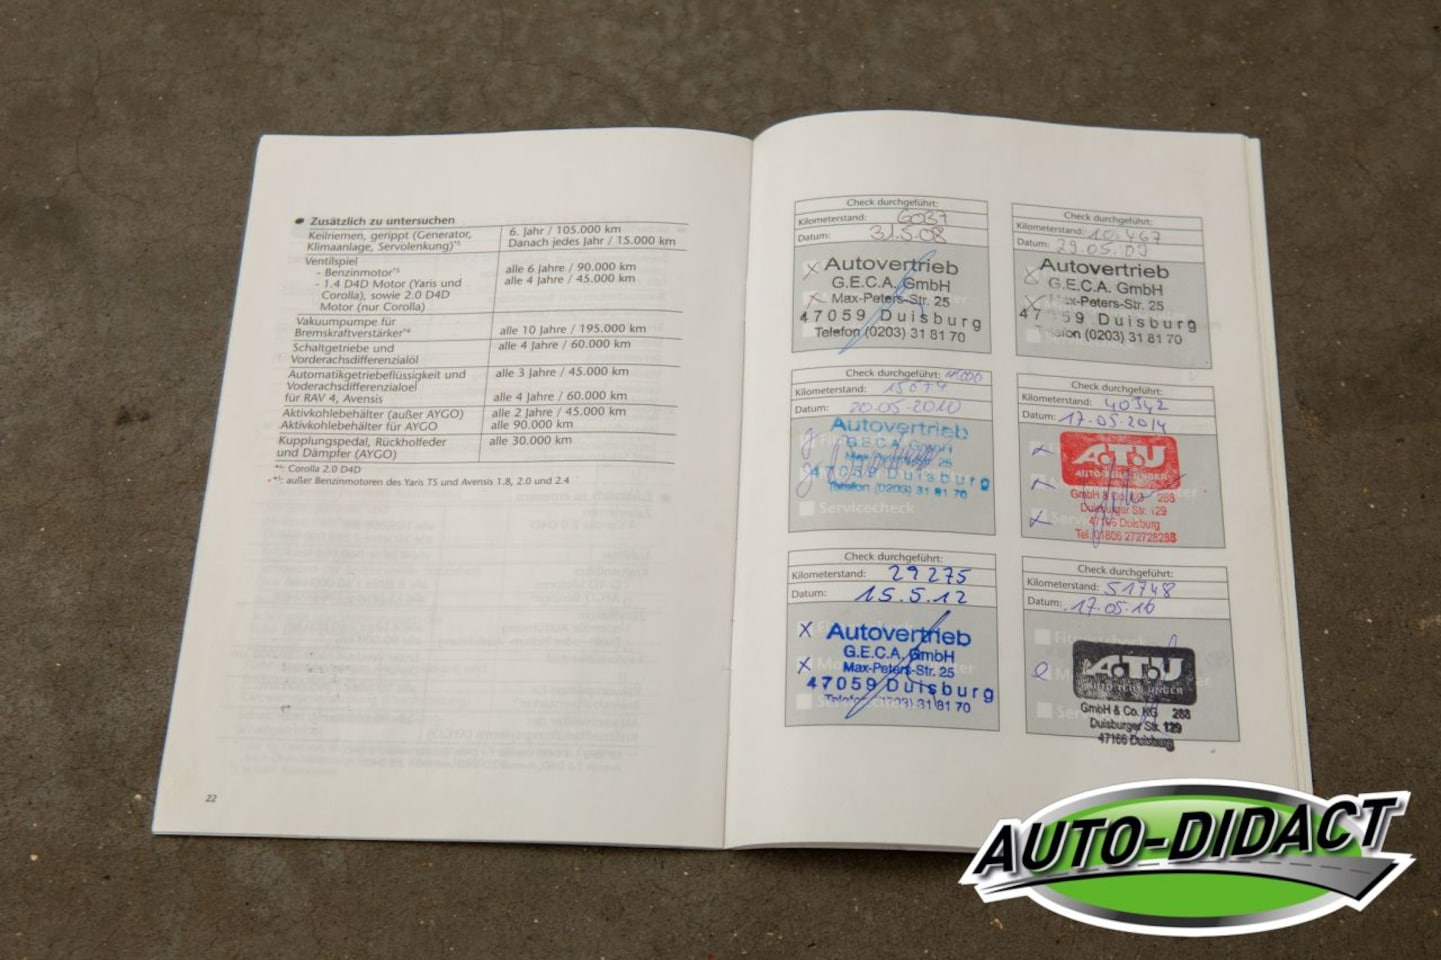 ● Zusätzlich zu untersuchen
Keilriemen, gerippt (Generator,
Klimaanlage, Servolenkung)*⁵
6. Jahr / 105.000 km
Danach jedes Jahr / 15.000 km
Ventilspiel
- Benzinmotor*⁵
- 1.4 D4D Motor (Yaris und
Corolla), sowie 2.0 D4D
Motor (nur Corolla)
alle 6 Jahre / 90.000 km
alle 4 Jahre / 45.000 km
Vakuumpumpe für
Bremskraftverstärker*⁴
alle 10 Jahre / 195.000 km
Schaltgetriebe und
Vorderachsdifferenzialöl
alle 4 Jahre / 60.000 km
Automatikgetriebeflüssigkeit und
Voderachsdifferenzialoel
für RAV 4, Avensis
alle 3 Jahre / 45.000 km
alle 4 Jahre / 60.000 km
Aktivkohlebehälter (außer AYGO)
Aktivkohlebehälter für AYGO
alle 2 Jahre / 45.000 km
alle 90.000 km
Kupplungspedal, Rückholfeder
und Dämpfer (AYGO)
alle 30.000 km
*⁴: Corolla 2.0 D4D
*⁵: außer Benzinmotoren des Yaris TS und Avensis 1.8, 2.0 und 2.4
22
Check durchgeführt:
Kilometerstand: 6037
Datum: 31.5.08
Autovertrieb
G.E.C.A. GmbH
Max-Peters-Str. 25
47059 Duisburg
Telefon (0203) 31 81 70
Check durchgeführt:
Kilometerstand: 10.467
Datum: 29.05.09
Autovertrieb
G.E.C.A. GmbH
-Peters-Str. 25
47 59 Duisburg
(0203) 31 81 70
Check durchgeführt: 15000
Kilometerstand:
Datum: 20.05.2010
Autovertrieb
G.E.C.A. GmbH
47059 Duisburg
Telefon (0203) 31 81 70
Servicecheck
Check durchgeführt:
Kilometerstand: 40342
Datum: 17.05.2014
A.T.U
AUTO-TEILE UNGER
GmbH & Co. KG 288
Duisburger Str. 129
47166 Duisburg
Tel. 01806 272728288
Check durchgeführt:
Kilometerstand: 29275
Datum: 15.5.12
Autovertrieb
G.E.C.A. GmbH
Max-Peters-Str. 25
47059 Duisburg
Telefon (0203) 31 81 70
Check durchgeführt:
Kilometerstand: 51748
Datum: 17.05.16
A.T.U
AUTO TEILE UNGER
GmbH & Co. KG 288
Duisburger Str. 129
47166 Duisburg
AUTO-DIDACT